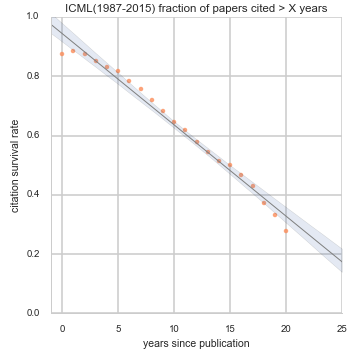 ICML(1987-2015) fraction of papers cited > X years
1.0
0.8
0.6
0.4
0.2
0.0
citation survival rate
0 5 10 15 20 25
years since publication